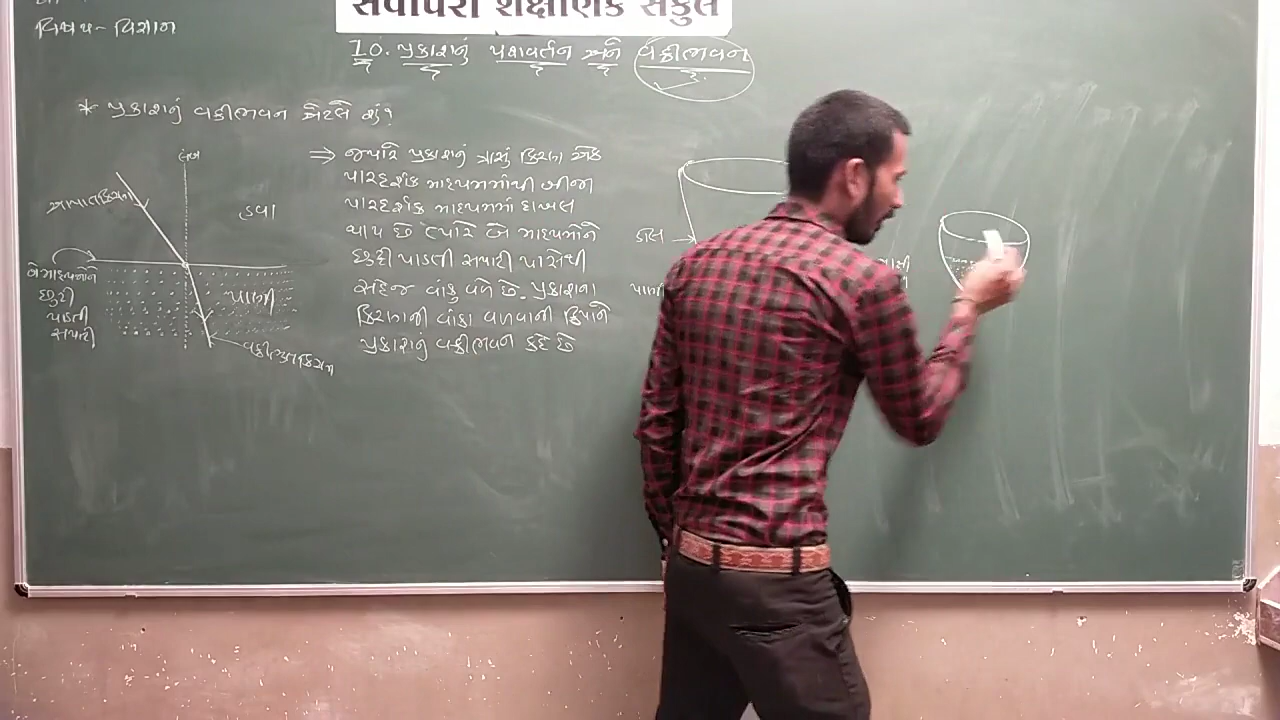 વિષય - વિજ્ઞાન
સર્વોપરી શૈક્ષણિક સંકુલ
10. પ્રકાશનું પરાવર્તન અને વક્રીભવન
* પ્રકાશનું વક્રીભવન એટલે શું?
લંબ
આપાતકિરણ
હવા
બે માધ્યમોને
છુટી
પાડતી
સપાટી
પાણી
વક્રીભૂતકિરણ
⇒ જ્યારે પ્રકાશનું ત્રાસું કિરણ એક
પારદર્શક માધ્યમમાંથી બીજા
પારદર્શક માધ્યમમાં દાખલ
થાય છે ત્યારે બે માધ્યમોને
છુટી પાડતી સપાટી પાસેથી
સહેજ વાંકુ વળે છે. પ્રકાશના
કિરણની વાંકા વળવાની ક્રિયાને
પ્રકાશનું વક્રીભવન કહે છે